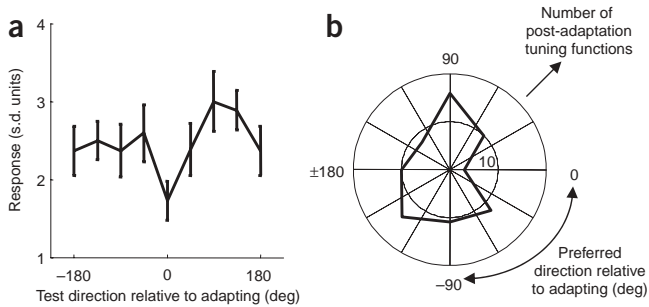 a
4
3
2
1
Response (s.d. units)
–180
0
180
Test direction relative to adapting (deg)
b
Number of
post-adaptation
tuning functions
90
10
±180
0
–90
Preferred
direction relative
to adapting (deg)